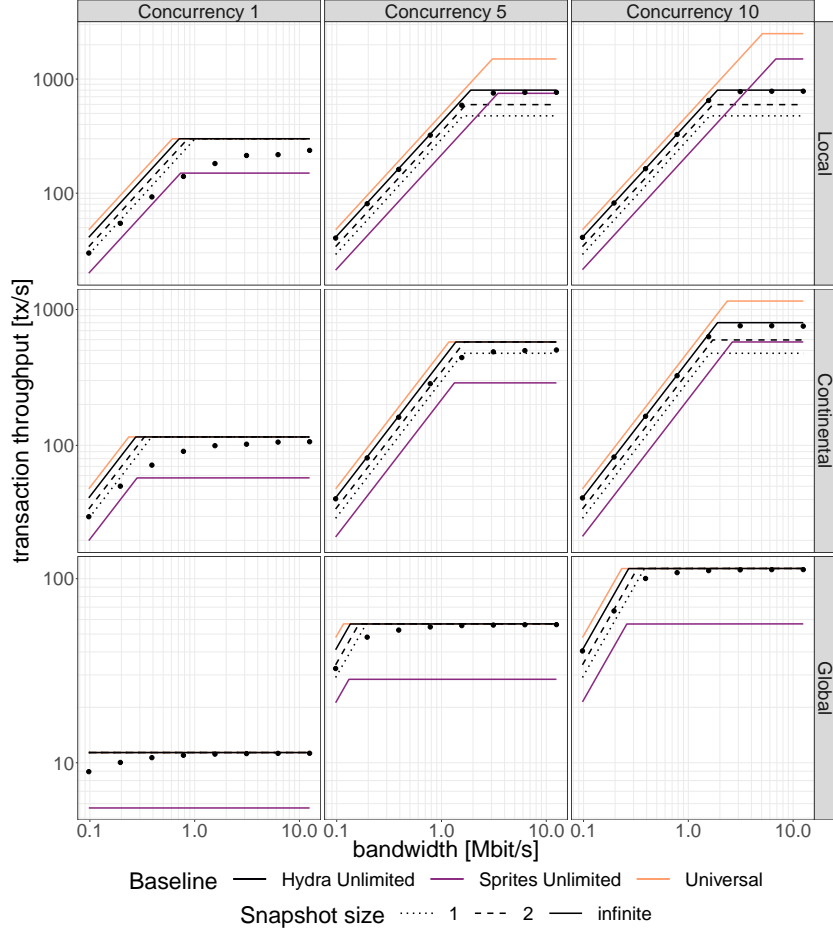 Concurrency 1 Concurrency 5 Concurrency 10
1000
100
Local
1000
100
Continental
100
10
Global
transaction throughput [tx/s]
0.1 1.0 10.0 0.1 1.0 10.0 0.1 1.0 10.0
bandwidth [Mbit/s]
Baseline Hydra Unlimited Sprites Unlimited Universal
Snapshot size 1 2 infinite